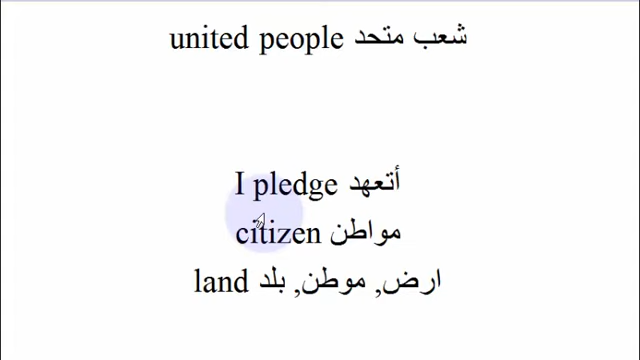 united people شعب متحد
I pledge أتعهد
citizen مواطن
land ارض, موطن, بلد